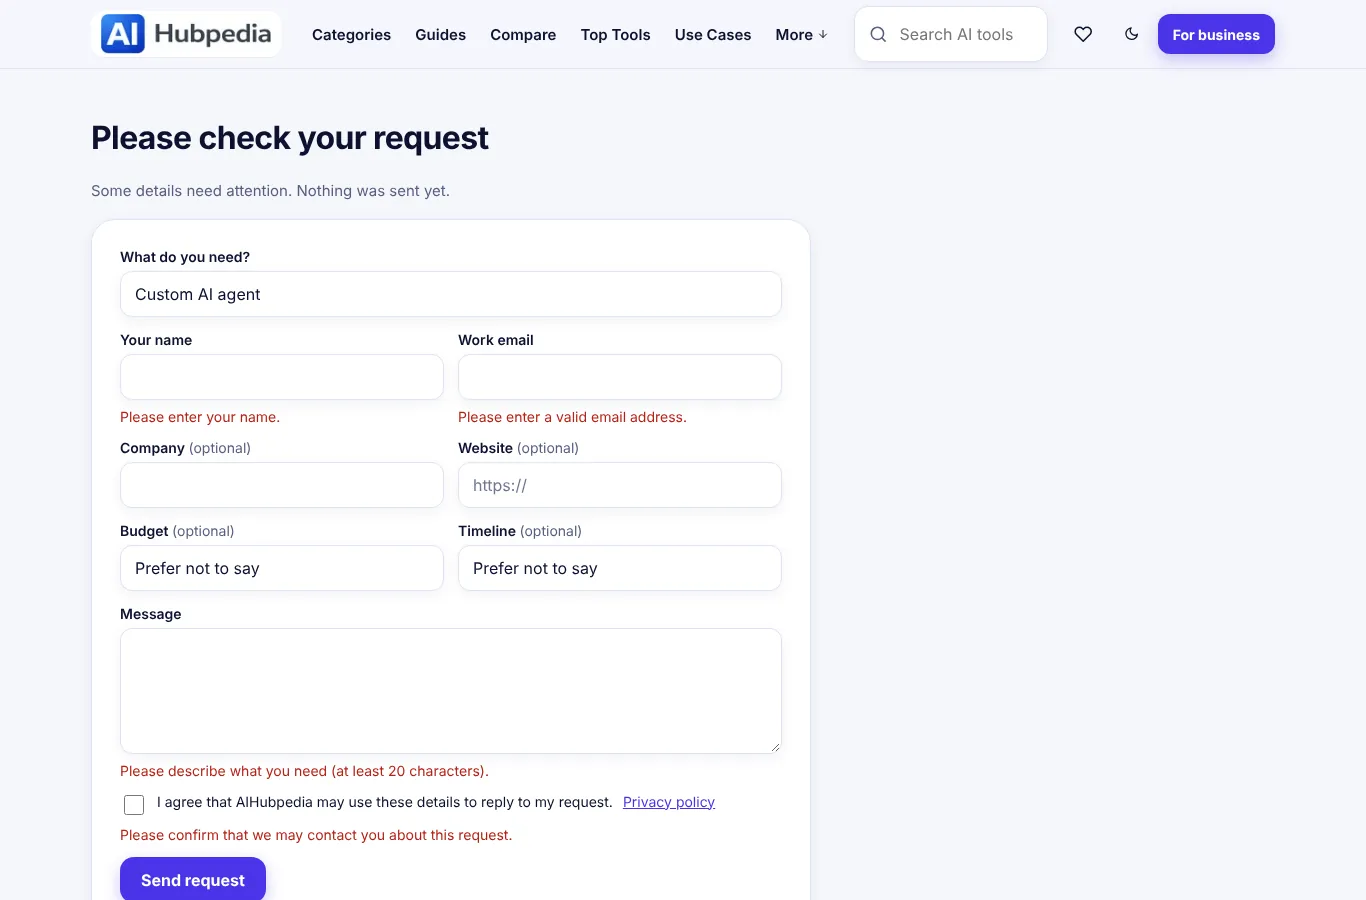 AI Hubpedia
Categories Guides Compare Top Tools Use Cases More ↓ Search AI tools For business
Please check your request
Some details need attention. Nothing was sent yet.
What do you need?
Custom AI agent
Your name Work email
Please enter your name. Please enter a valid email address.
Company (optional) Website (optional)
https://
Budget (optional) Timeline (optional)
Prefer not to say Prefer not to say
Message
Please describe what you need (at least 20 characters).
I agree that AIHubpedia may use these details to reply to my request. Privacy policy
Please confirm that we may contact you about this request.
Send request